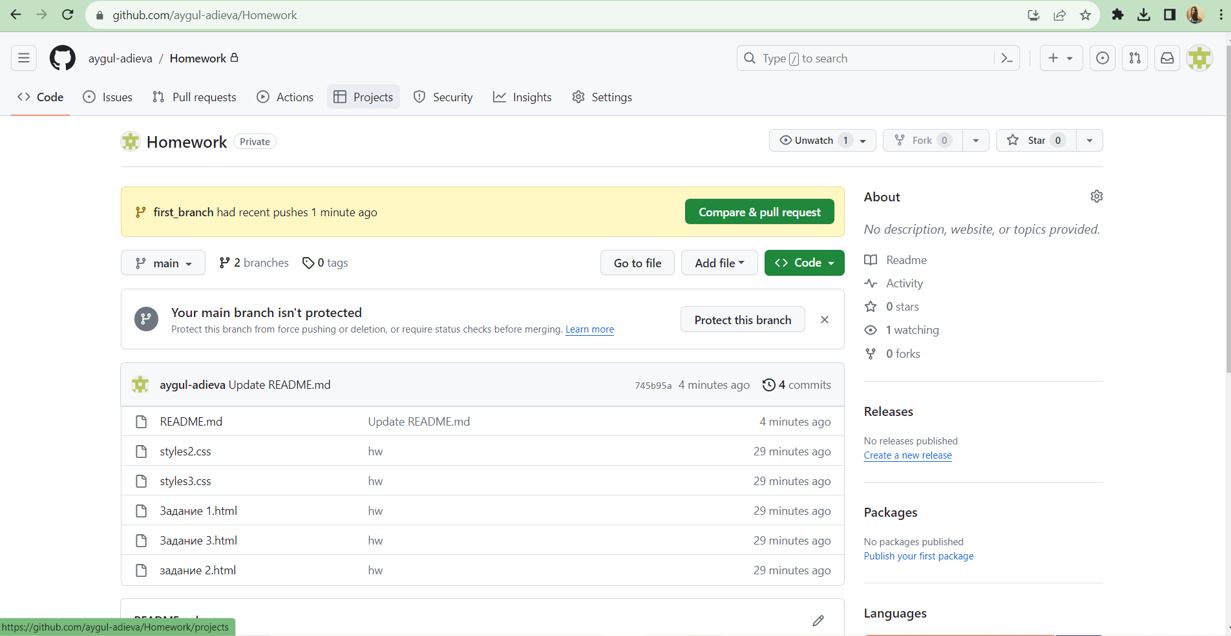 github.com/aygul-adieva/Homework
aygul-adieva / Homework
Type / to search
Code Issues Pull requests Actions Projects Security Insights Settings
Homework Private
Unwatch 1 Fork 0 Star 0
first_branch had recent pushes 1 minute ago
Compare & pull request
main 2 branches 0 tags
Go to file Add file Code
Your main branch isn't protected
Protect this branch from force pushing or deletion, or require status checks before merging. Learn more
Protect this branch
aygul-adieva Update README.md 745b95a 4 minutes ago 4 commits
README.md Update README.md 4 minutes ago
styles2.css hw 29 minutes ago
styles3.css hw 29 minutes ago
Задание 1.html hw 29 minutes ago
Задание 3.html hw 29 minutes ago
задание 2.html hw 29 minutes ago
README.md
About
No description, website, or topics provided.
Readme
Activity
0 stars
1 watching
0 forks
Releases
No releases published
Create a new release
Packages
No packages published
Publish your first package
Languages
https://github.com/aygul-adieva/Homework/projects